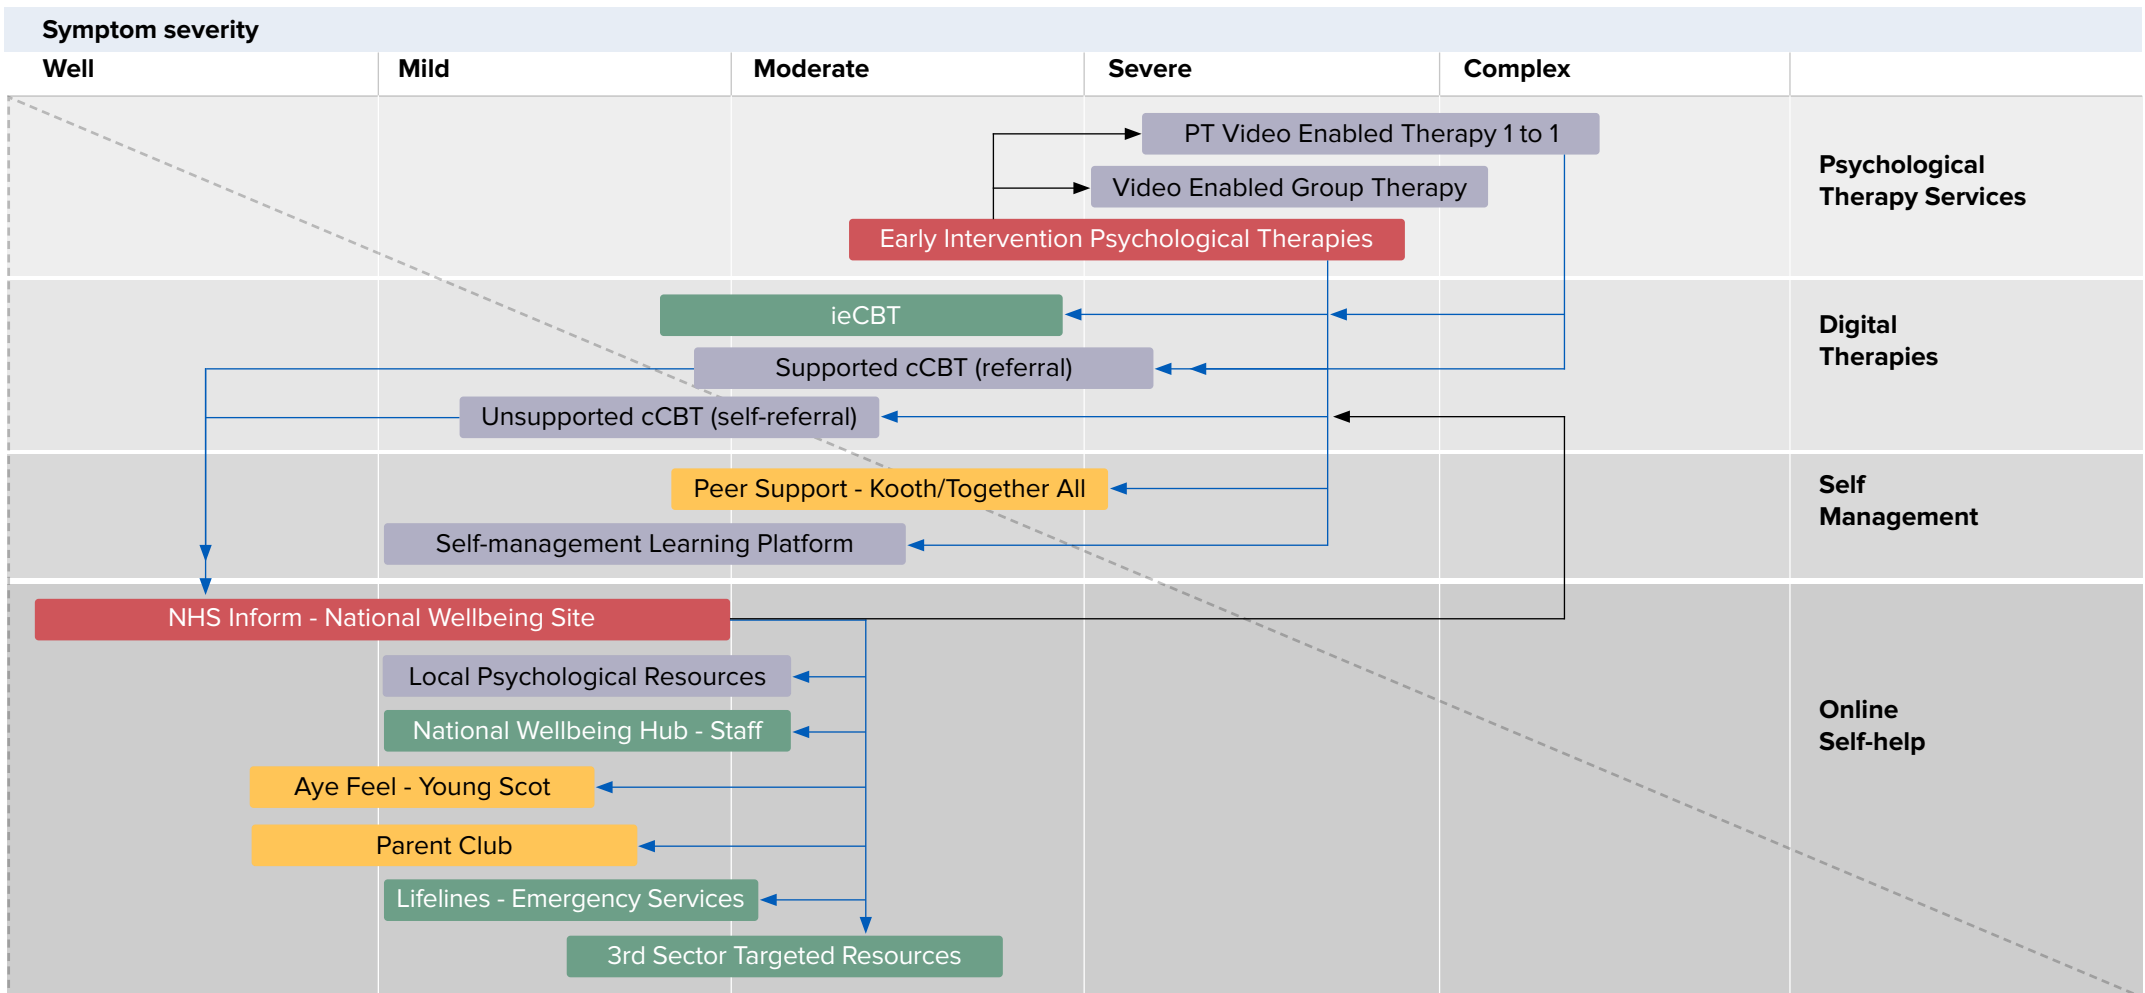 Symptom severity
Well
Mild
Moderate
Severe
Complex
PT Video Enabled Therapy 1 to 1
Video Enabled Group Therapy
Early Intervention Psychological Therapies
Psychological
Therapy Services
ieCBT
Supported cCBT (referral)
Unsupported cCBT (self-referral)
Digital
Therapies
Peer Support - Kooth/Together All
Self-management Learning Platform
Self
Management
NHS Inform - National Wellbeing Site
Local Psychological Resources
National Wellbeing Hub - Staff
Aye Feel - Young Scot
Parent Club
Lifelines - Emergency Services
3rd Sector Targeted Resources
Online
Self-help